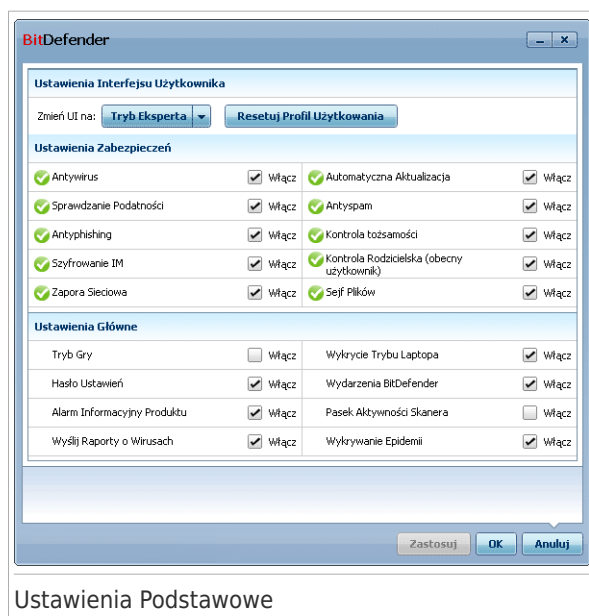 BitDefender
Ustawienia Interfejsu Użytkownika
Zmień UI na: Tryb Eksperta Resetuj Profil Użytkowania
Ustawienia Zabezpieczeń
Antywirus Włącz Automatyczna Aktualizacja Włącz
Sprawdzanie Podatności Włącz Antyspam Włącz
Antyphishing Włącz Kontrola tożsamości Włącz
Szyfrowanie IM Włącz Kontrola Rodzicielska (obecny użytkownik) Włącz
Zapora Sieciowa Włącz Sejf Plików Włącz
Ustawienia Główne
Tryb Gry Włącz Wykrycie Trybu Laptopa Włącz
Hasło Ustawień Włącz Wydarzenia BitDefender Włącz
Alarm Informacyjny Produktu Włącz Pasek Aktywności Skanera Włącz
Wyślij Raporty o Wirusach Włącz Wykrywanie Epidemii Włącz
Zastosuj OK Anuluj
Ustawienia Podstawowe